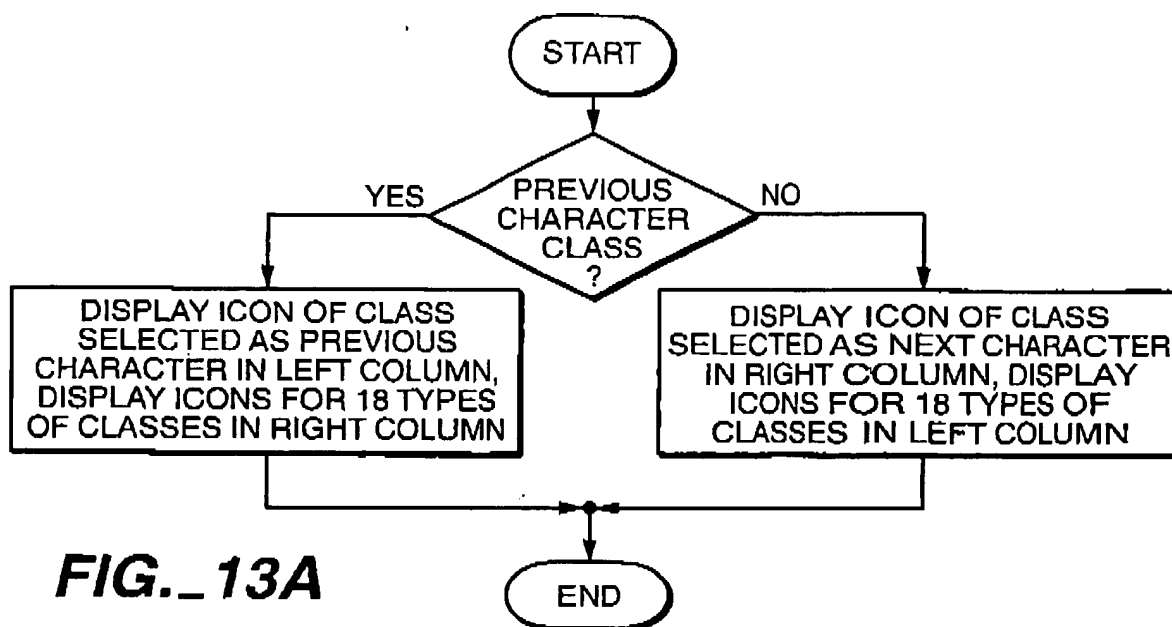 START
PREVIOUS
CHARACTER
CLASS
?
YES
NO
DISPLAY ICON OF CLASS
SELECTED AS PREVIOUS
CHARACTER IN LEFT COLUMN,
DISPLAY ICONS FOR 18 TYPES
OF CLASSES IN RIGHT COLUMN
DISPLAY ICON OF CLASS
SELECTED AS NEXT CHARACTER
IN RIGHT COLUMN, DISPLAY
ICONS FOR 18 TYPES OF
CLASSES IN LEFT COLUMN
END
FIG._13A